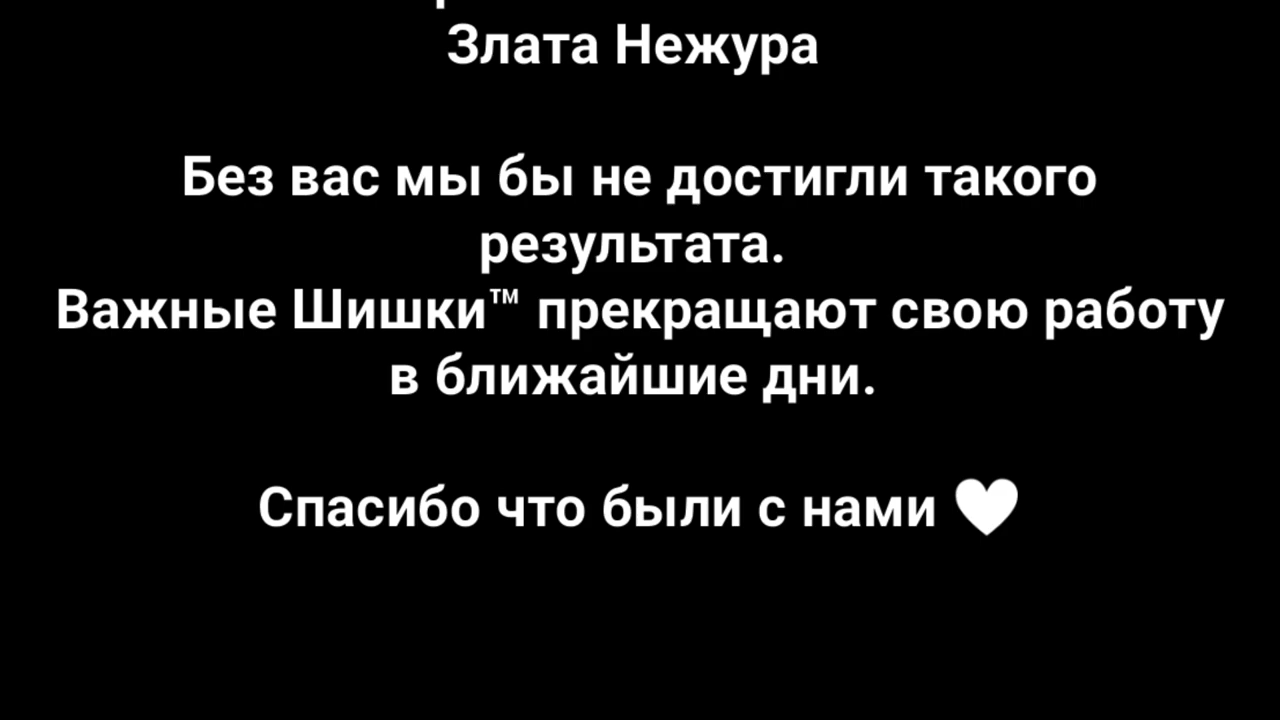 Злата Нежура
Без вас мы бы не достигли такого
результата.
Важные Шишки™ прекращают свою работу
в ближайшие дни.
Спасибо что были с нами 🤍